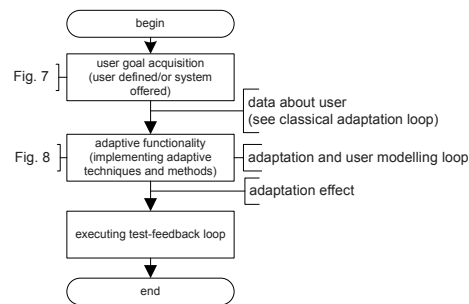 begin
Fig. 7
user goal acquisition
(user defined/or system
offered)
data about user
(see classical adaptation loop)
Fig. 8
adaptive functionality
(implementing adaptive
techniques and methods)
adaptation and user modelling loop
adaptation effect
executing test-feedback loop
end